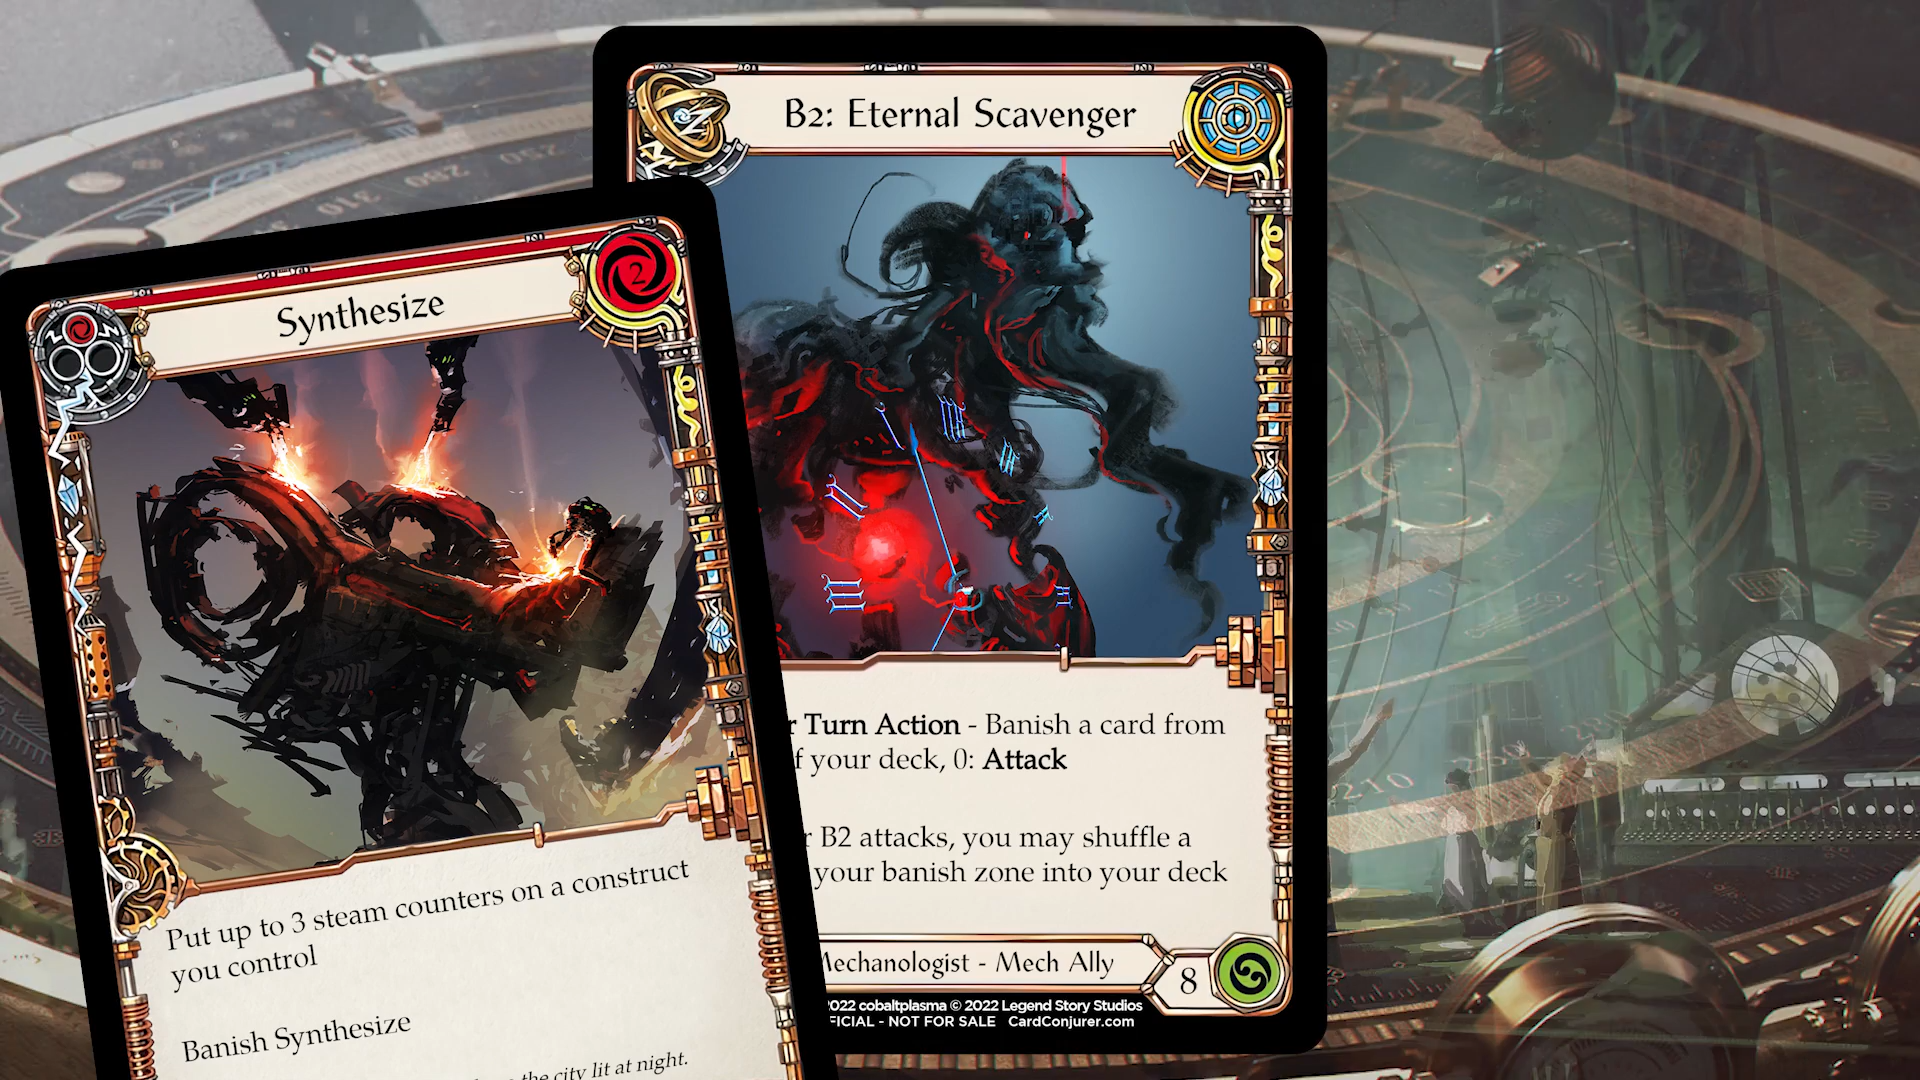 B2: Eternal Scavenger
Turn Action - Banish a card from
your deck, 0: Attack
B2 attacks, you may shuffle a
your banish zone into your deck
Mechanologist - Mech Ally
8
2022 cobaltplasma © 2022 Legend Story Studios
NOT FOR SALE CardConjurer.com
Synthesize
2
Put up to 3 steam counters on a construct
you control
Banish Synthesize
the city lit at night.